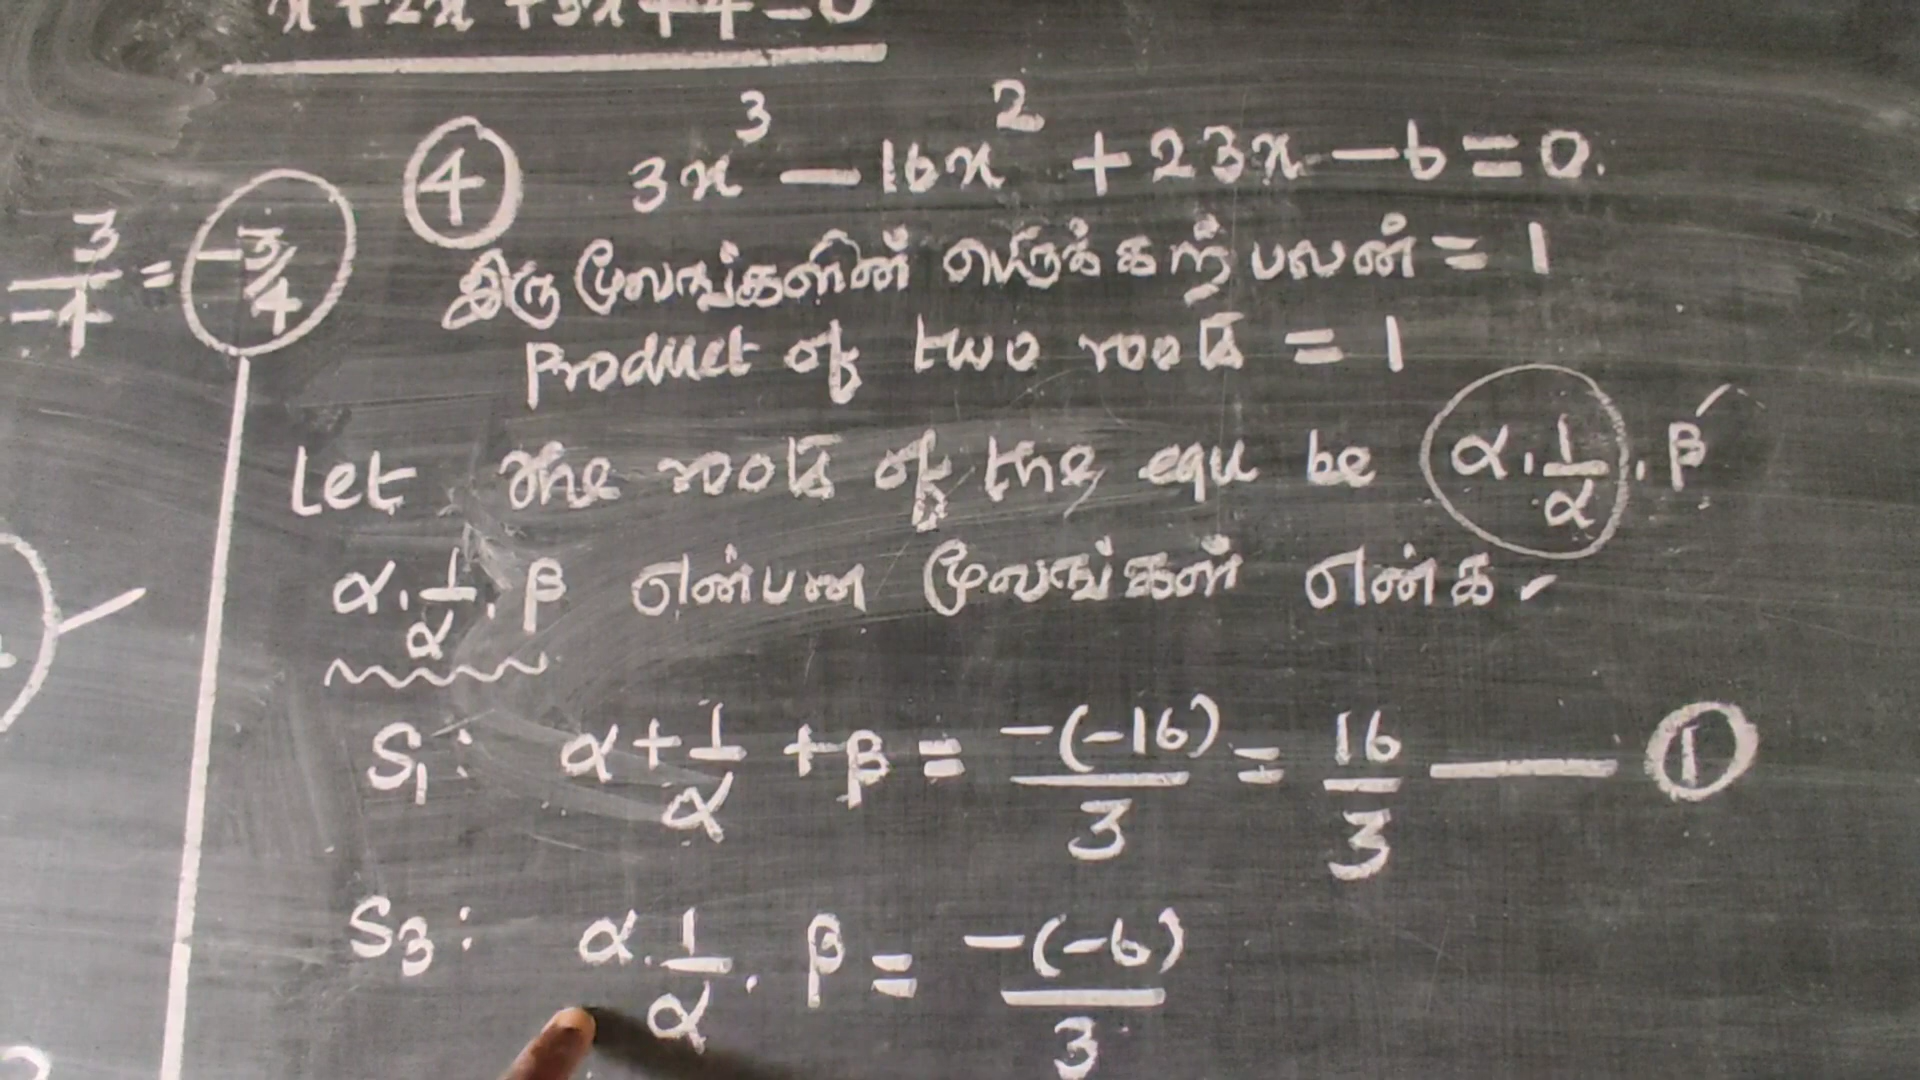 x + 2x + 3x + 4 = 0
3/-4 = -3/4
④ 3x³ - 16x² + 23x - 6 = 0.
இரு மூலங்களின் பெருக்கற் பலன் = 1
Product of two roots = 1
Let the roots of the equ be α, 1/α, β
α, 1/α, β என்பன மூலங்கள் என்க.
S₁: α + 1/α + β = -(-16)/3 = 16/3 —— ①
S₃: α . 1/α . β = -(-6)/3